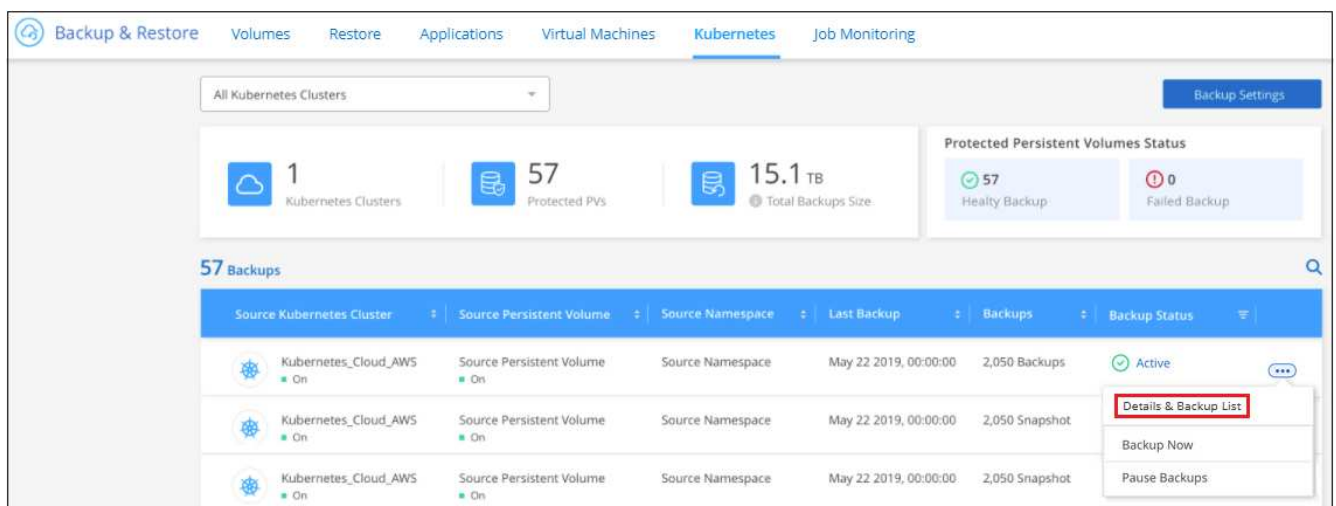 Backup & Restore Volumes Restore Applications Virtual Machines Kubernetes Job Monitoring
All Kubernetes Clusters Backup Settings
1 Kubernetes Clusters
57 Protected PVs
15.1 TB Total Backups Size
Protected Persistent Volumes Status
57 Healty Backup
0 Failed Backup
57 Backups
Source Kubernetes Cluster Source Persistent Volume Source Namespace Last Backup Backups Backup Status
Kubernetes_Cloud_AWS Source Persistent Volume Source Namespace May 22 2019, 00:00:00 2,050 Backups Active
On On
Details & Backup List
Kubernetes_Cloud_AWS Source Persistent Volume Source Namespace May 22 2019, 00:00:00 2,050 Snapshot
On On
Backup Now
Kubernetes_Cloud_AWS Source Persistent Volume Source Namespace May 22 2019, 00:00:00 2,050 Snapshot Pause Backups
On On